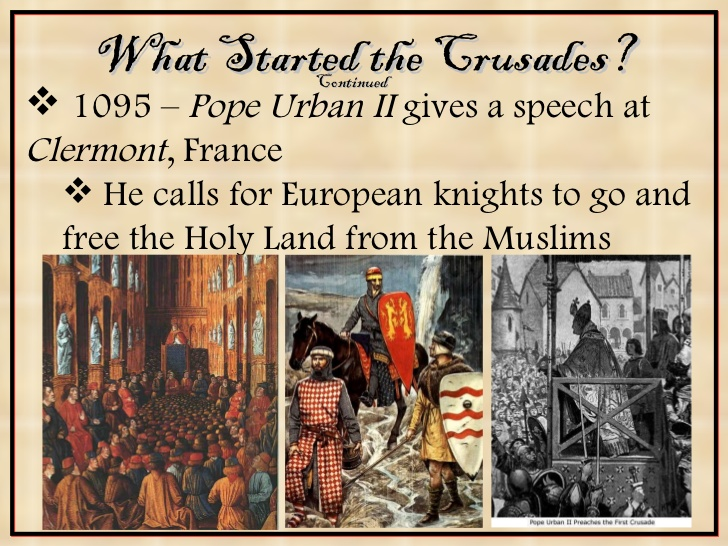 What Started the Crusades?
Continued
❖ 1095 – Pope Urban II gives a speech at
Clermont, France
❖ He calls for European knights to go and
free the Holy Land from the Muslims
Pope Urban II Preaches the First Crusade